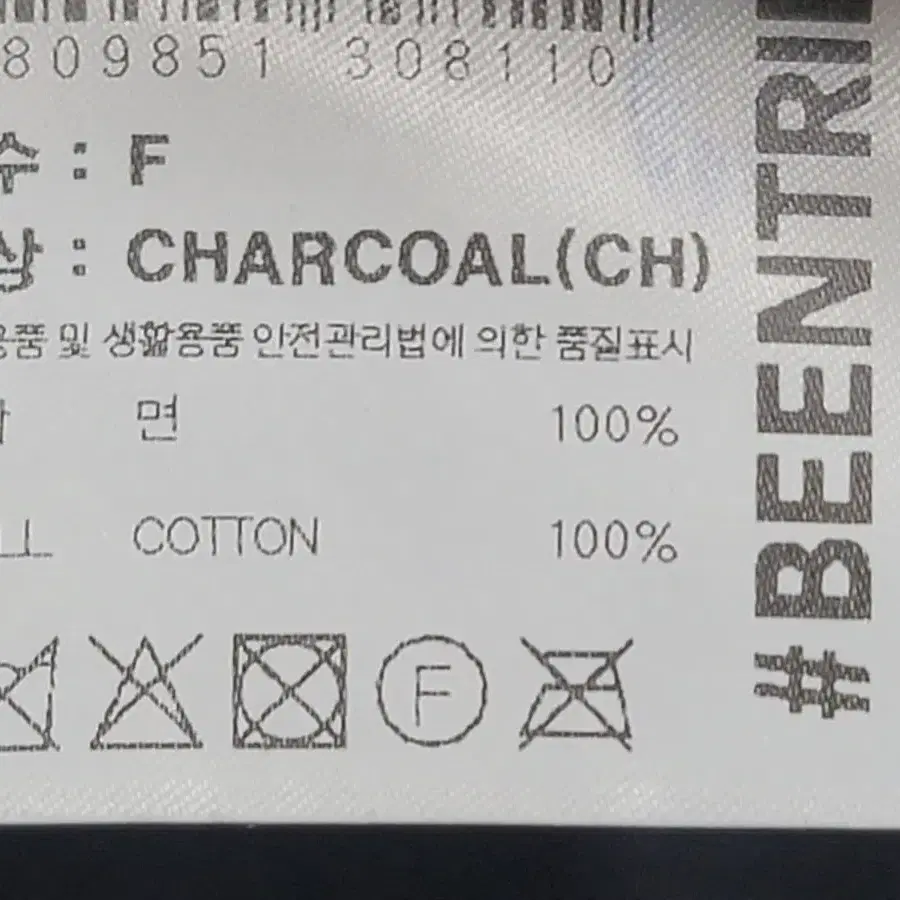 809851 308110
수 : F
상 : CHARCOAL(CH)
용품 및 생활용품 안전관리법에 의한 품질표시
면 100%
COTTON 100%
F
#BEENTRI